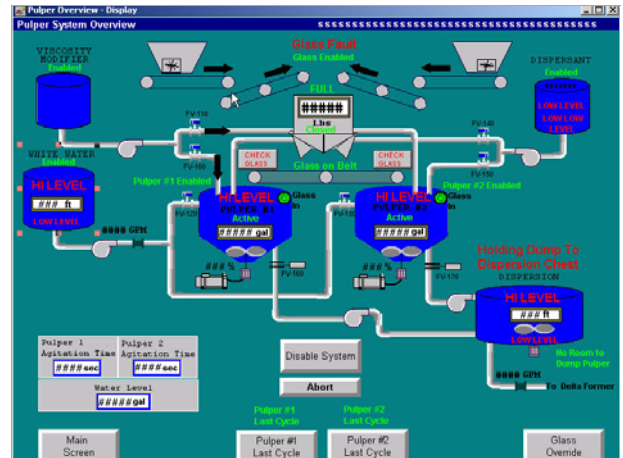 Pulper Overview - Display
Pulper System Overview
$$$$$$$$$$$$$$$$$$$$$$$$$$$$$$$$$$$$$$$$
Glass Fault
Glass Enabled
VISCOSITY
MODIFIER
Enabled
DISPERSANT
Enabled
FULL
#####
Lbs
Closed
#######
LOW LEVEL
LOW LOW
LEVEL
FV-110
FV-140
WHITE WATER
Enabled
CHECK
GLASS
Glass on Belt
CHECK
GLASS
FV-100
FV-150
Pulper #1 Enabled
Pulper #2 Enabled
HI LEVEL
### ft
LOW LEVEL
FV-120
HI LEVEL
PULPER #1
Active
##### gal
Glass
In
HI LEVEL
PULPER #2
Active
##### gal
Glass
In
#### GPM
### %
FV-160
### %
FV-170
Holding Dump To
Dispersion Chest
DISPERSION
HI LEVEL
### ft
LOW LEVEL
No Room to
Dump Pulper
#### GPM
To Delta Former
Pulper 1
Agitation Time
####sec
Pulper 2
Agitation Time
####sec
Water Level
#####gal
Disable System
Abort
Pulper #1
Last Cycle
Pulper #2
Last Cycle
Main
Screen
Pulper #1
Last Cycle
Pulper #2
Last Cycle
Glass
Override